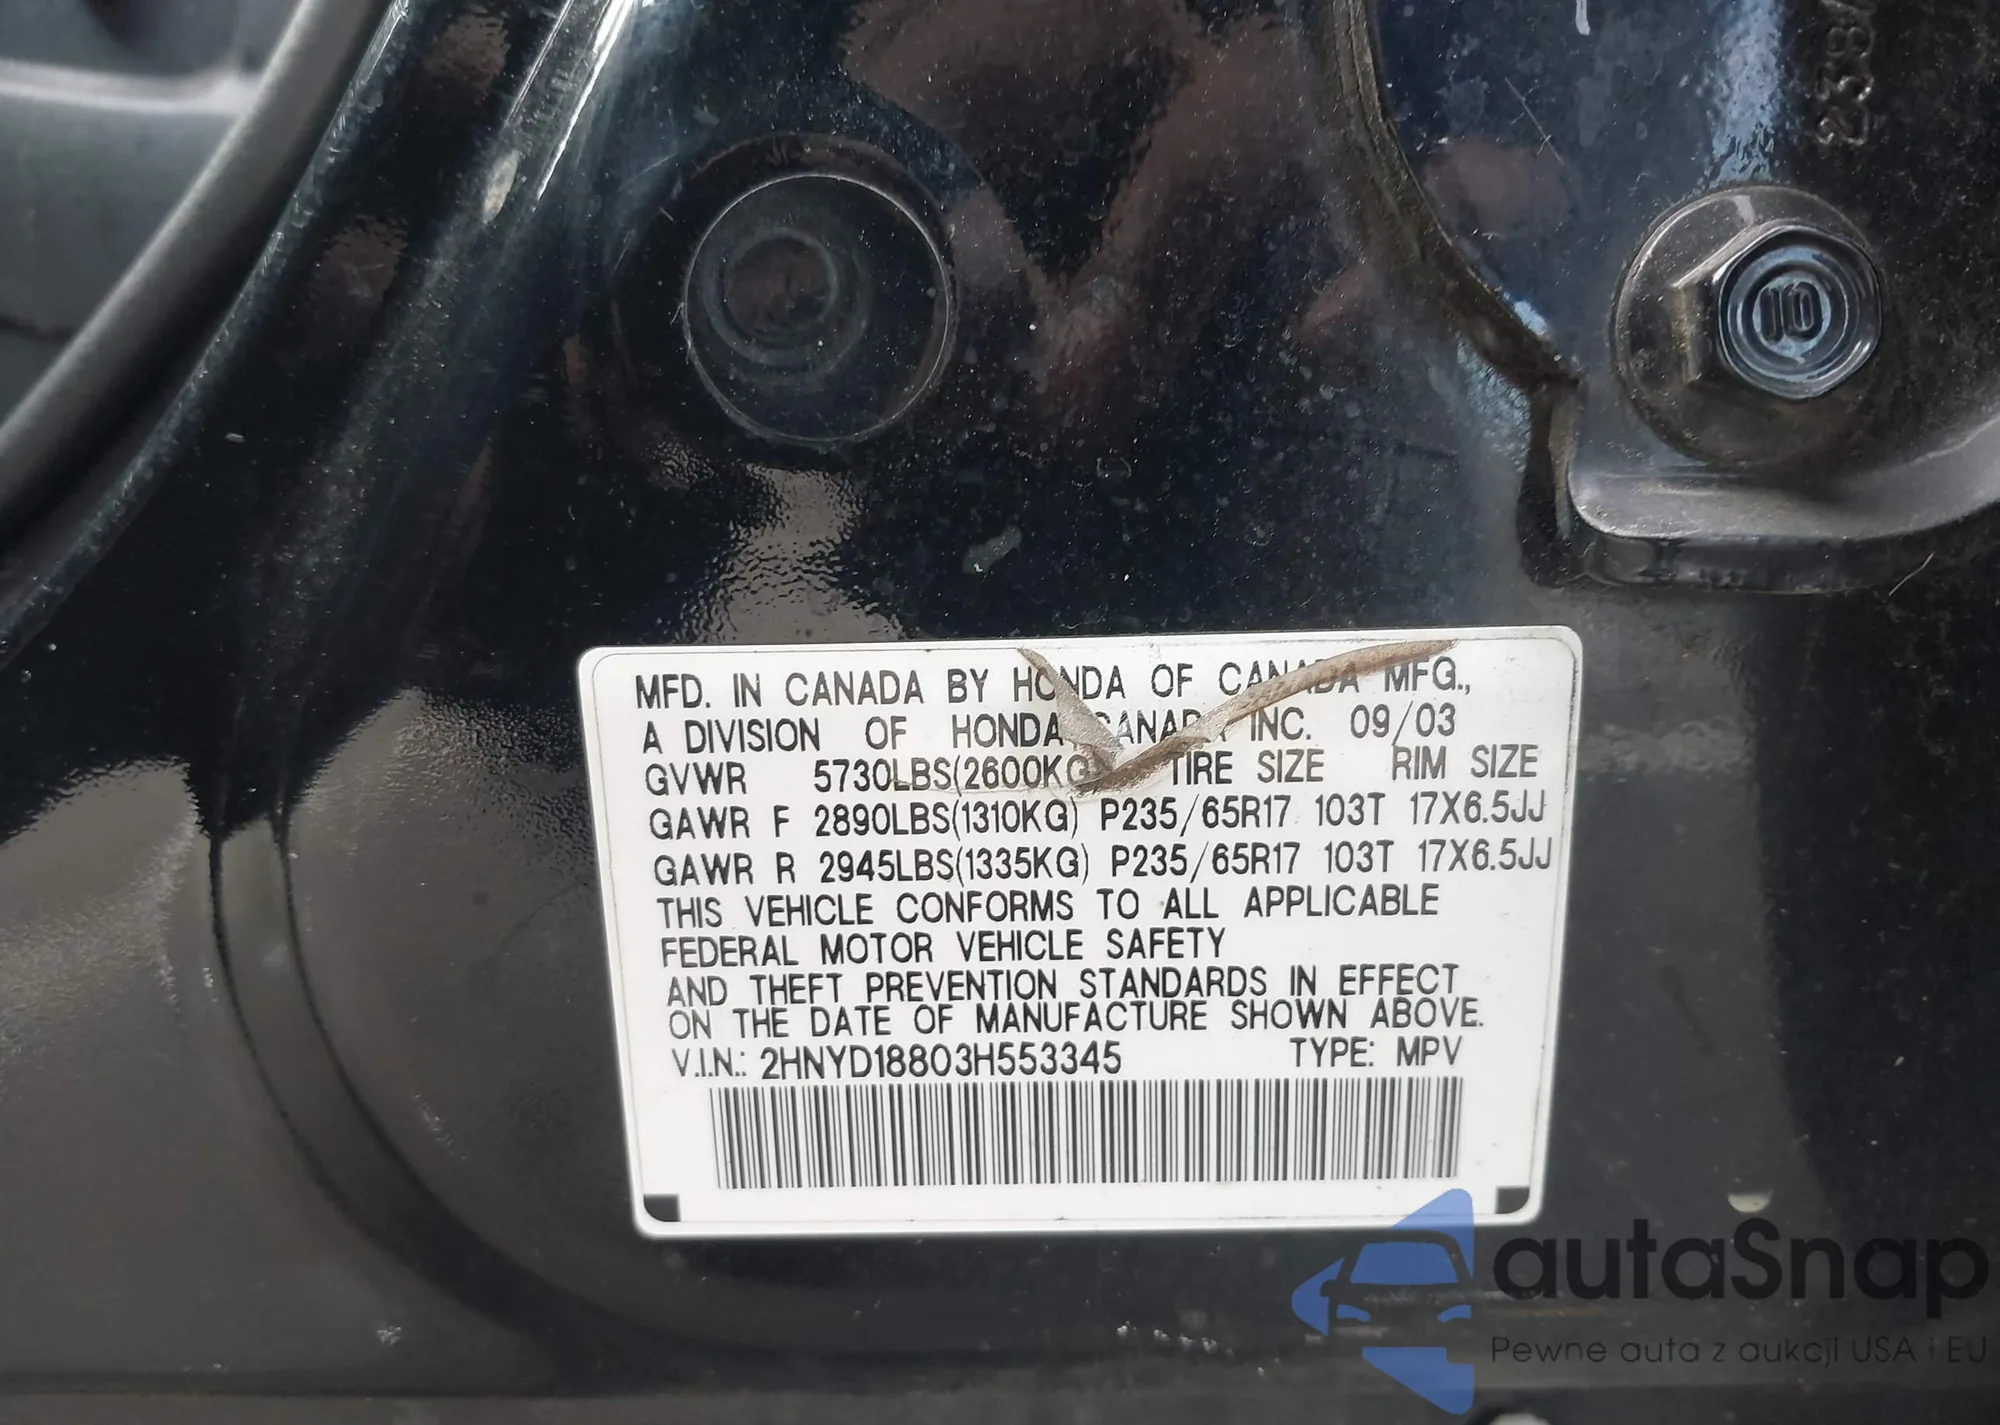 2387
10
MFD. IN CANADA BY HONDA OF CANADA MFG.,
A DIVISION OF HONDA CANADA INC. 09/03
GVWR 5730LBS(2600KG) TIRE SIZE RIM SIZE
GAWR F 2890LBS(1310KG) P235/65R17 103T 17X6.5JJ
GAWR R 2945LBS(1335KG) P235/65R17 103T 17X6.5JJ
THIS VEHICLE CONFORMS TO ALL APPLICABLE
FEDERAL MOTOR VEHICLE SAFETY
AND THEFT PREVENTION STANDARDS IN EFFECT
ON THE DATE OF MANUFACTURE SHOWN ABOVE.
V.I.N.: 2HNYD18803H553345 TYPE: MPV
autaSnap
Pewne auta z aukcji USA i EU